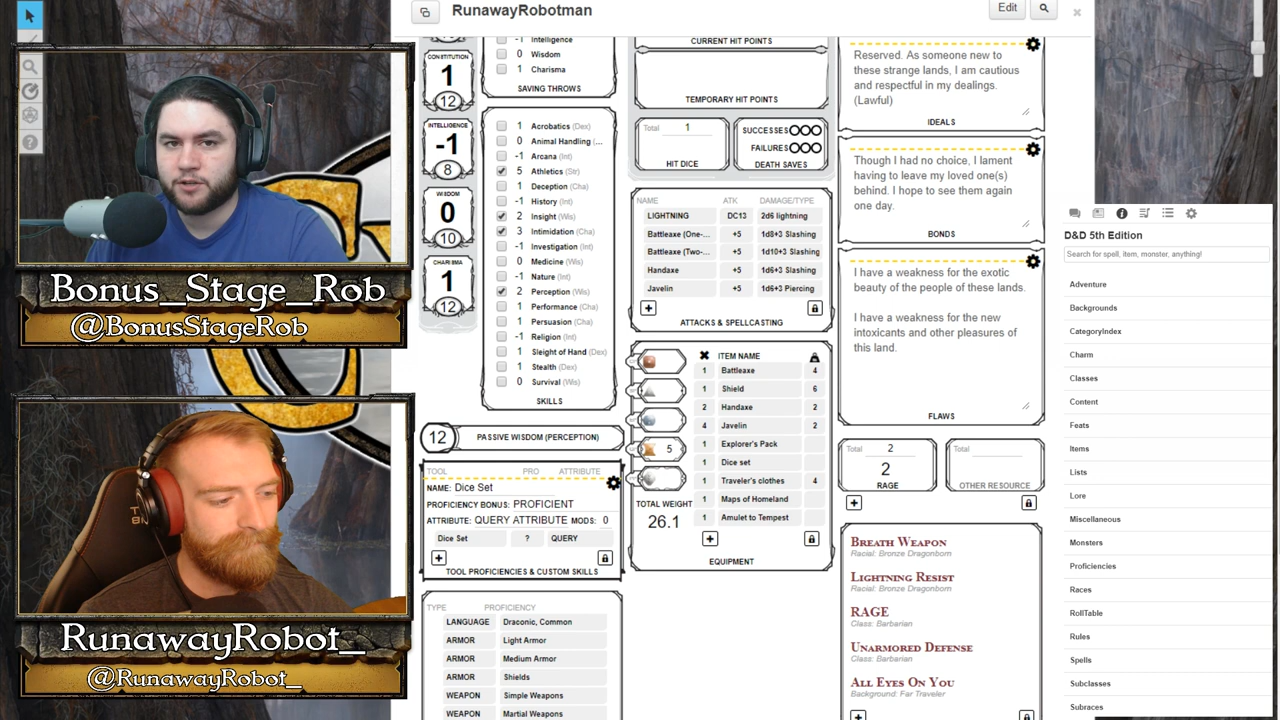 RunawayRobotman
Edit
CONSTITUTION
1
12
INTELLIGENCE
-1
8
WISDOM
0
10
CHARISMA
1
12
-1 Intelligence
0 Wisdom
1 Charisma
SAVING THROWS
1 Acrobatics (Dex)
0 Animal Handling (...
-1 Arcana (Int)
5 Athletics (Str)
1 Deception (Cha)
-1 History (Int)
2 Insight (Wis)
3 Intimidation (Cha)
-1 Investigation (Int)
0 Medicine (Wis)
-1 Nature (Int)
2 Perception (Wis)
1 Performance (Cha)
1 Persuasion (Cha)
-1 Religion (Int)
1 Sleight of Hand (Dex)
1 Stealth (Dex)
0 Survival (Wis)
SKILLS
12 PASSIVE WISDOM (PERCEPTION)
TOOL PRO ATTRIBUTE
NAME: Dice Set
PROFICIENCY BONUS: PROFICIENT
ATTRIBUTE: QUERY ATTRIBUTE MODS: 0
Dice Set ? QUERY
TOOL PROFICIENCIES & CUSTOM SKILLS
TYPE PROFICIENCY
LANGUAGE Draconic, Common
ARMOR Light Armor
ARMOR Medium Armor
ARMOR Shields
WEAPON Simple Weapons
WEAPON Martial Weapons
CURRENT HIT POINTS
TEMPORARY HIT POINTS
Total 1
HIT DICE
SUCCESSES
FAILURES
DEATH SAVES
NAME ATK DAMAGE/TYPE
LIGHTNING DC13 2d6 lightning
Battleaxe (One-... +5 1d8+3 Slashing
Battleaxe (Two-... +5 1d10+3 Slashing
Handaxe +5 1d6+3 Slashing
Javelin +5 1d6+3 Piercing
ATTACKS & SPELLCASTING
ITEM NAME
1 Battleaxe 4
1 Shield 6
2 Handaxe 2
4 Javelin 2
1 Explorer's Pack
1 Dice set
1 Traveler's clothes 4
1 Maps of Homeland
1 Amulet to Tempest
5
TOTAL WEIGHT
26.1
EQUIPMENT
Reserved. As someone new to
these strange lands, I am cautious
and respectful in my dealings.
(Lawful)
IDEALS
Though I had no choice, I lament
having to leave my loved one(s)
behind. I hope to see them again
one day.
BONDS
I have a weakness for the exotic
beauty of the people of these lands.
I have a weakness for the new
intoxicants and other pleasures of
this land.
FLAWS
Total 2
2
RAGE
Total
OTHER RESOURCE
BREATH WEAPON
Racial: Bronze Dragonborn
LIGHTNING RESIST
Racial: Bronze Dragonborn
RAGE
Class: Barbarian
UNARMORED DEFENSE
Class: Barbarian
ALL EYES ON YOU
Background: Far Traveler
D&D 5th Edition
Search for spell, item, monster, anything!
Adventure
Backgrounds
CategoryIndex
Charm
Classes
Content
Feats
Items
Lists
Lore
Miscellaneous
Monsters
Proficiencies
Races
RollTable
Rules
Spells
Subclasses
Subraces
Bonus_Stage_Rob
@BonusStageRob
RunawayRobot_
@RunawayRobot_